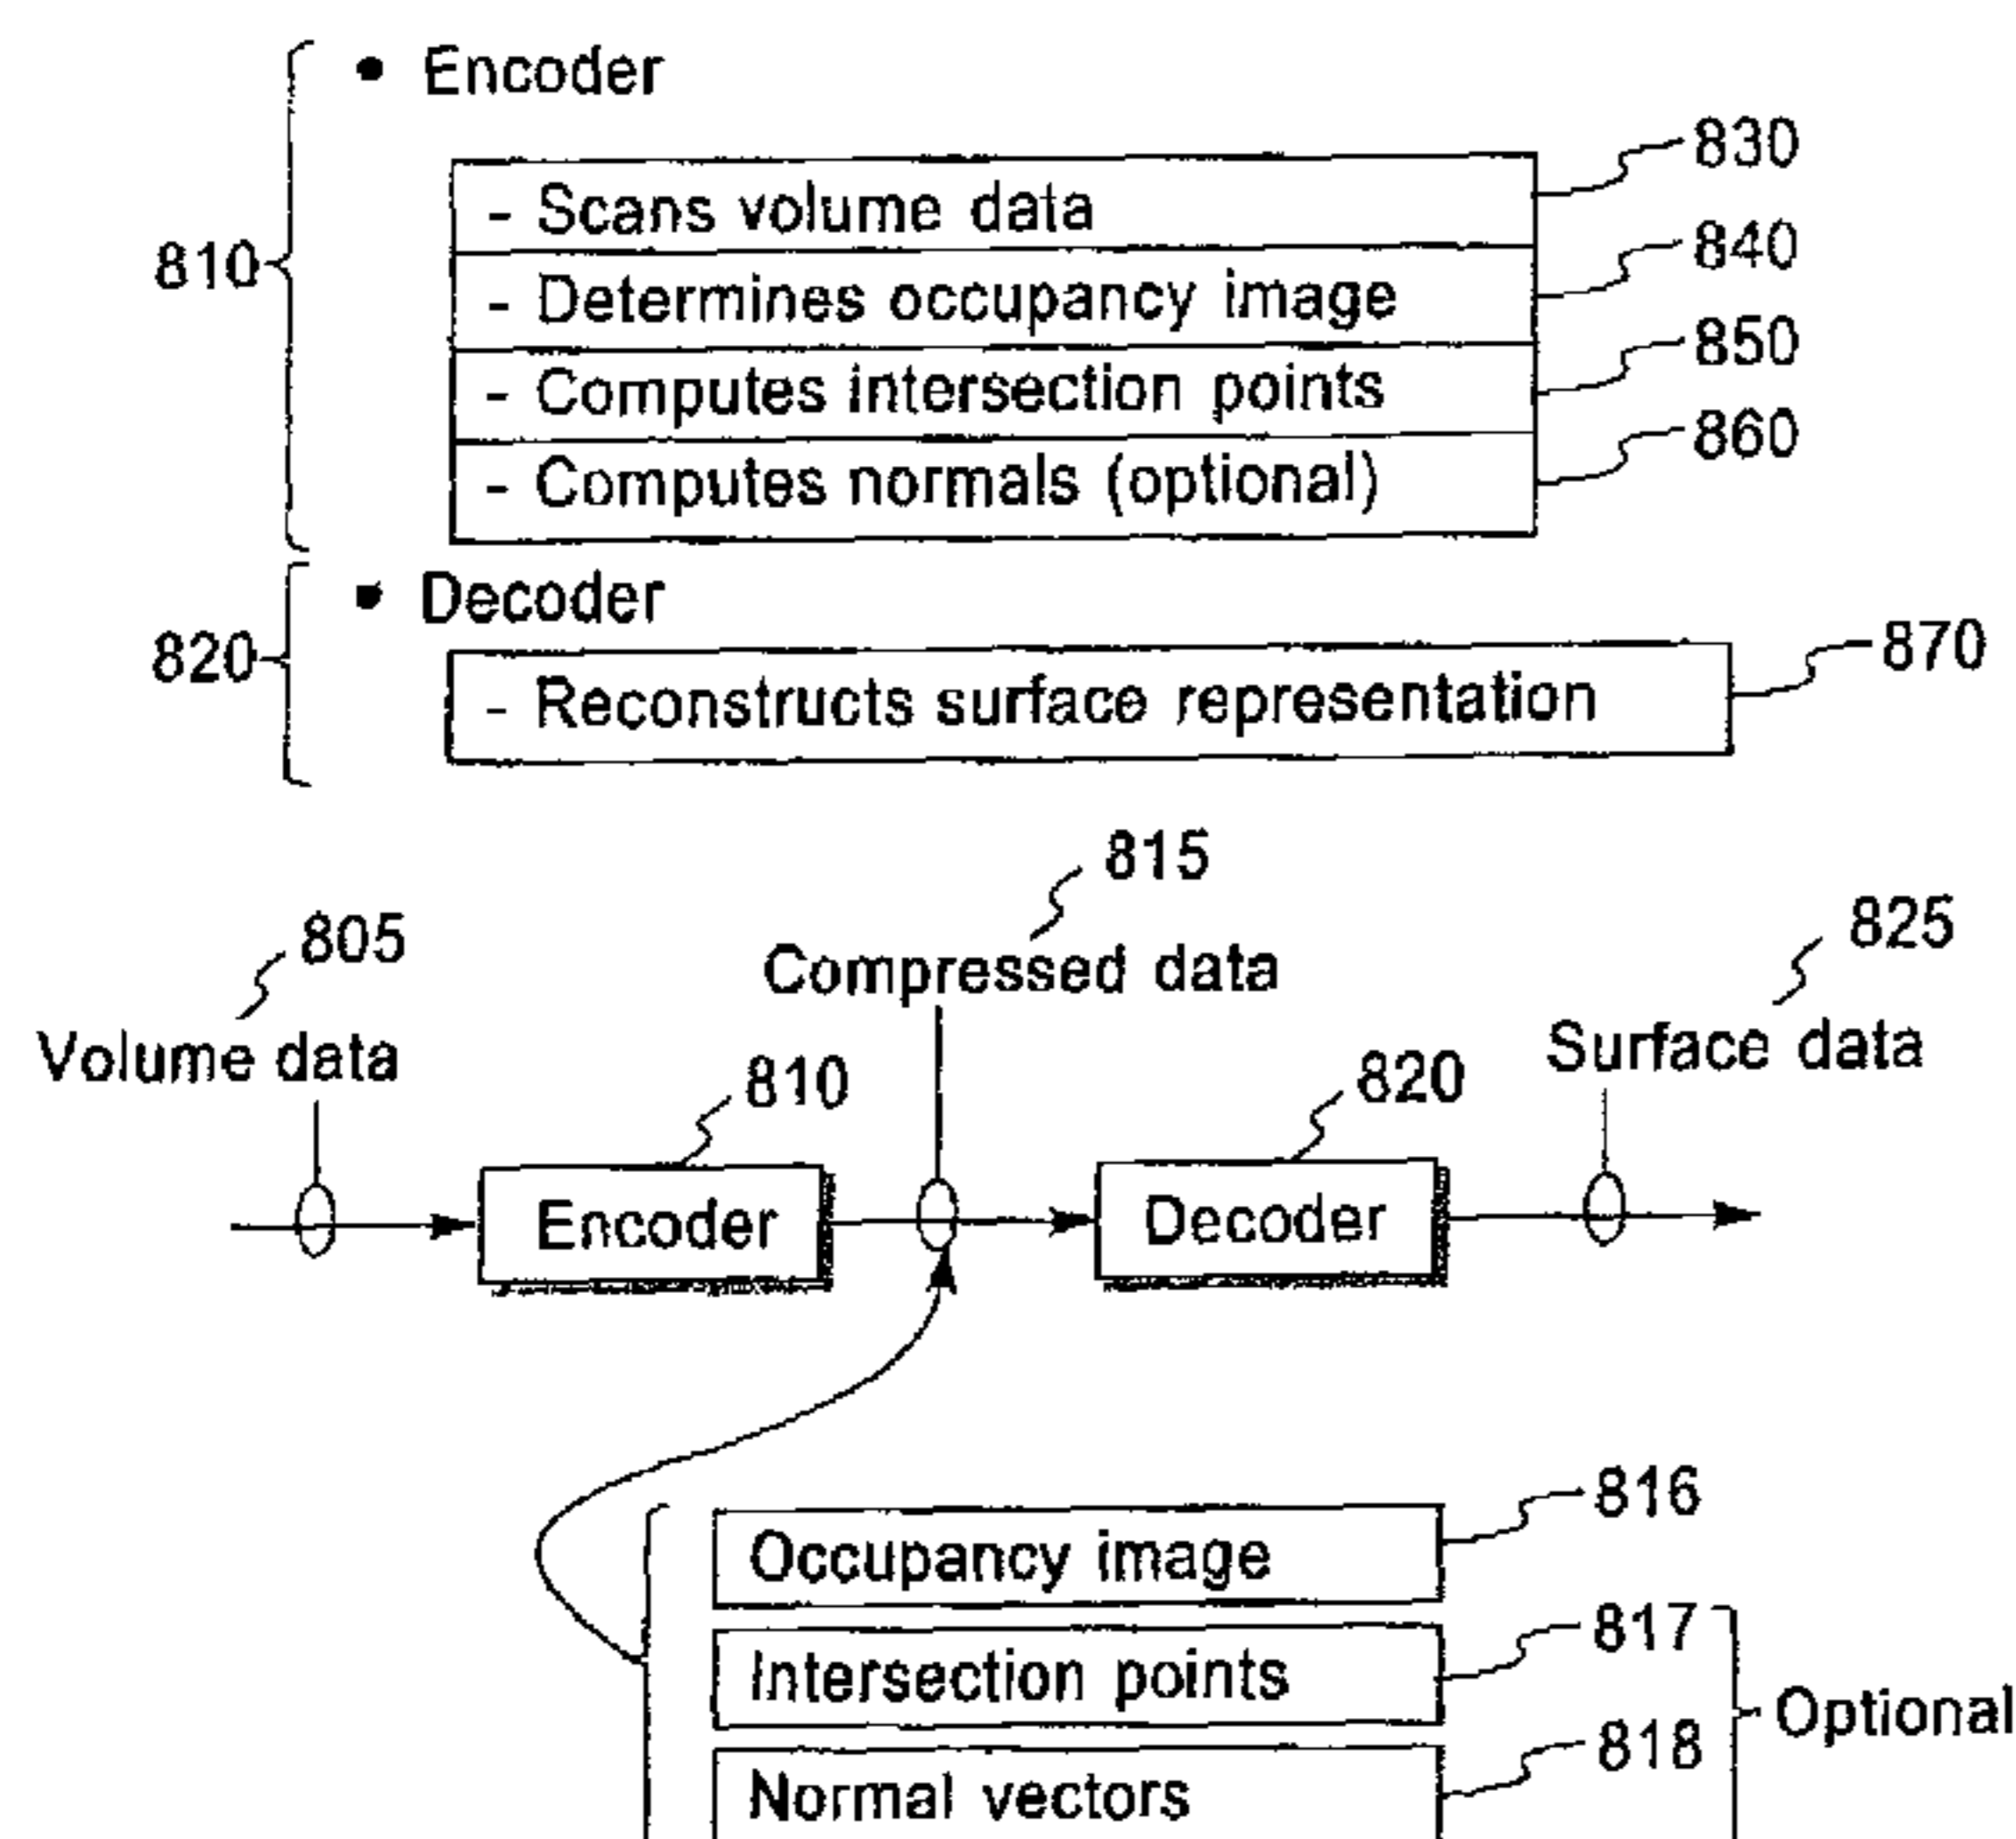 • Encoder
830
- Scans volume data
840
810
- Determines occupancy image
850
- Computes intersection points
860
- Computes normals (optional)
• Decoder
820
870
- Reconstructs surface representation
815
805
825
Compressed data
Volume data
Surface data
810
820
Encoder
Decoder
816
Occupancy image
817
Intersection points
Optional
818
Normal vectors